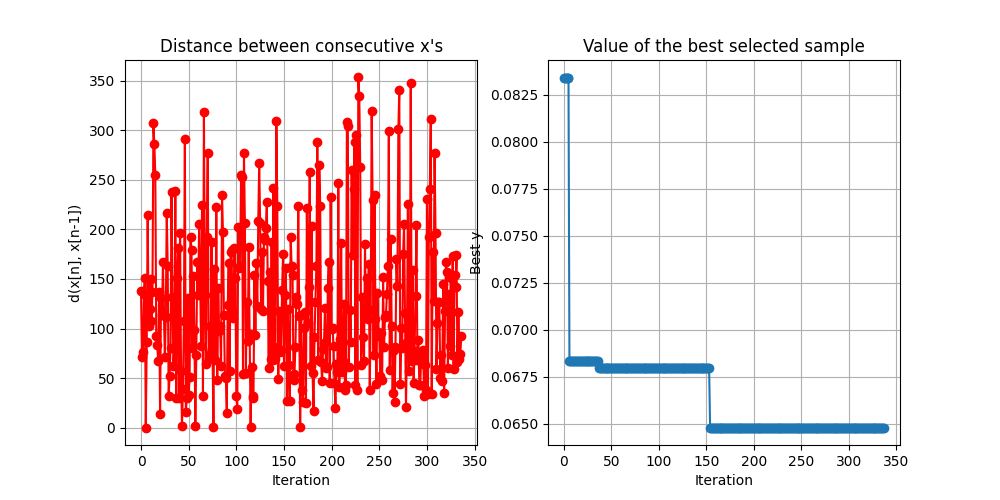 Distance between consecutive x's
d(x[n], x[n-1])
350
300
250
200
150
100
50
0
0 50 100 150 200 250 300 350
Iteration
Value of the best selected sample
Best y
0.0825
0.0800
0.0775
0.0750
0.0725
0.0700
0.0675
0.0650
0 50 100 150 200 250 300 350
Iteration